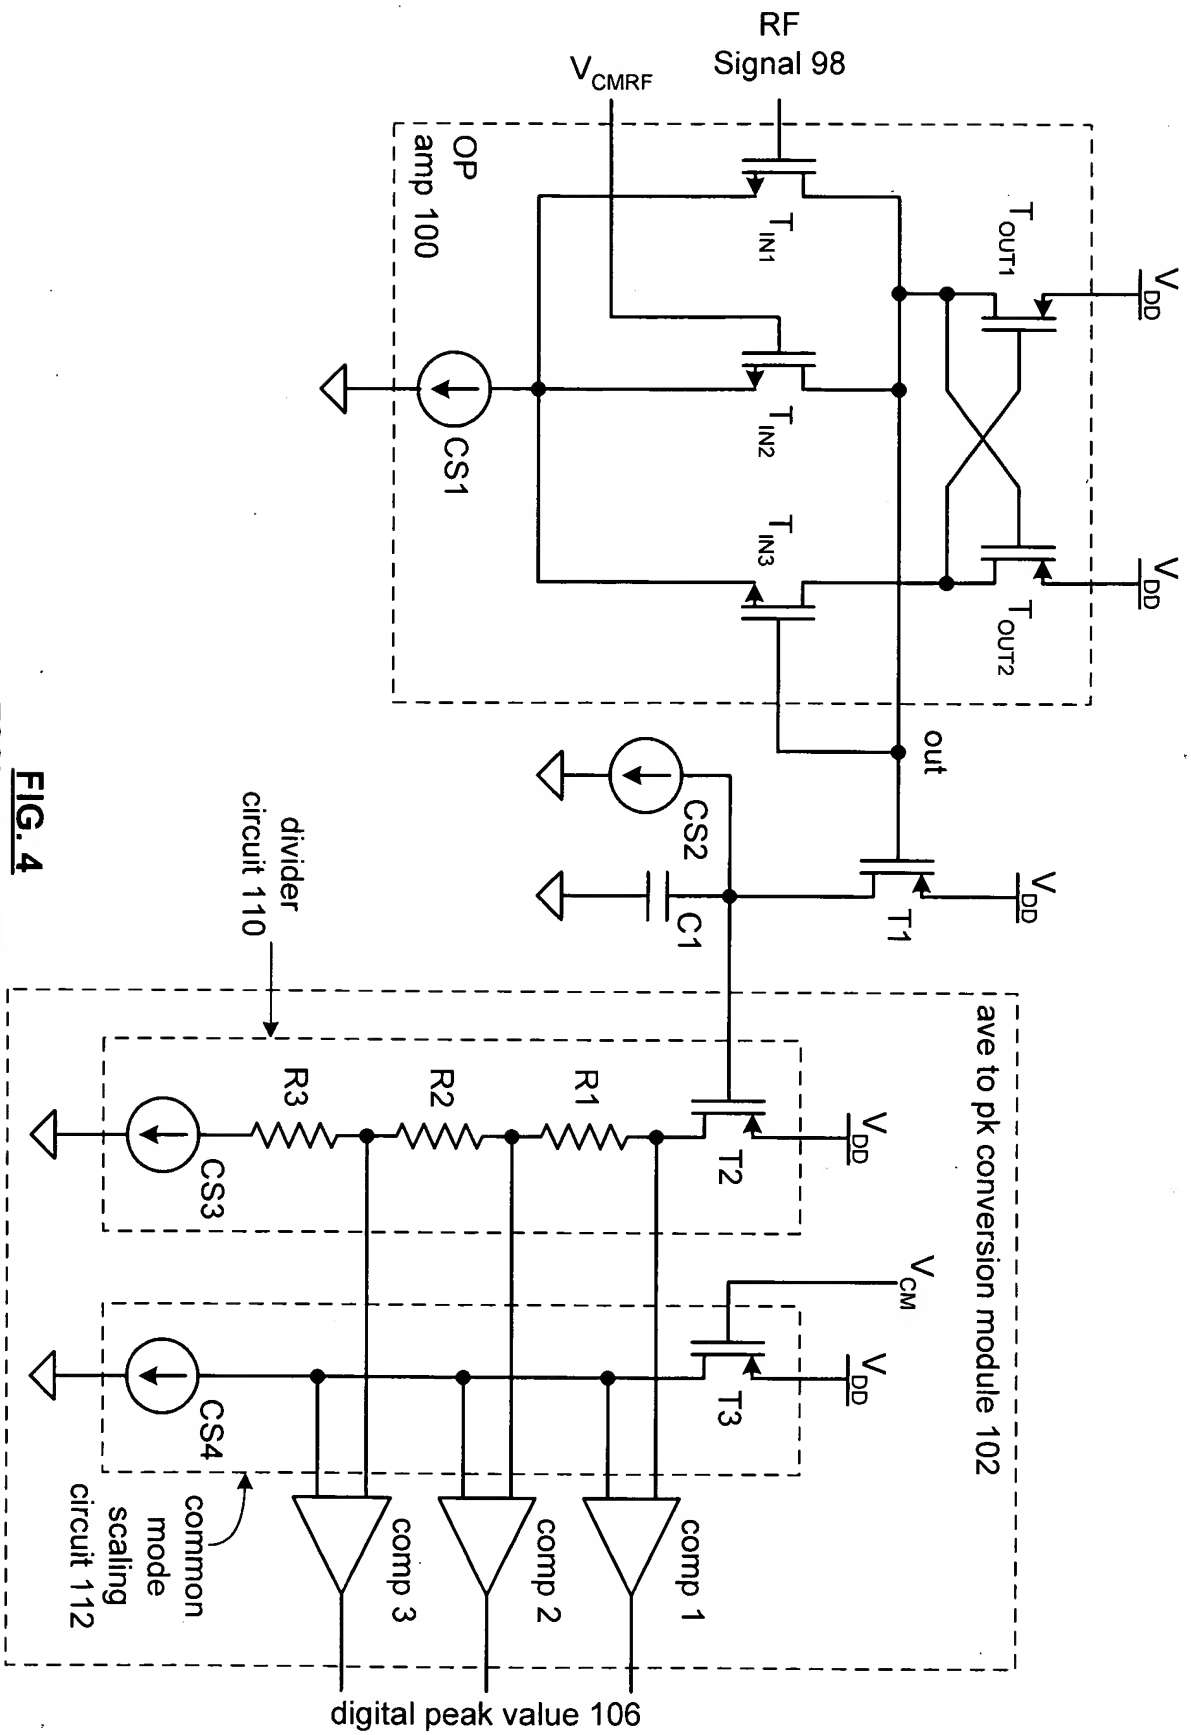 RF
Signal 98
V_CMRF
OP
amp 100
T_IN1
T_IN2
T_IN3
T_OUT1
T_OUT2
V_DD
V_DD
CS1
out
V_DD
T1
CS2
C1
ave to pk conversion module 102
divider
circuit 110
V_DD
T2
R1
R2
R3
CS3
V_CM
V_DD
T3
CS4
common
mode
scaling
circuit 112
comp 1
comp 2
comp 3
digital peak value 106
FIG. 4